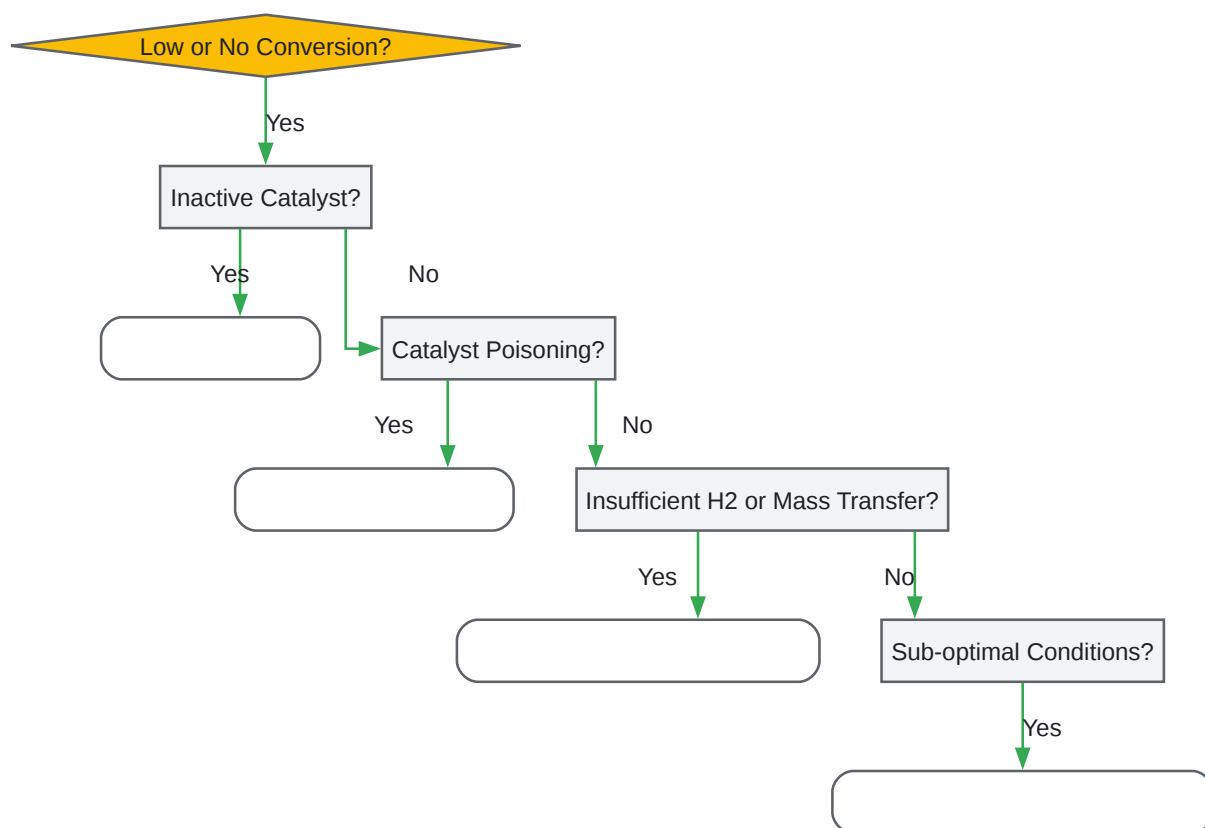 Low or No Conversion?
Yes
Inactive Catalyst?
Yes
No
Catalyst Poisoning?
Yes
No
Insufficient H2 or Mass Transfer?
Yes
No
Sub-optimal Conditions?
Yes